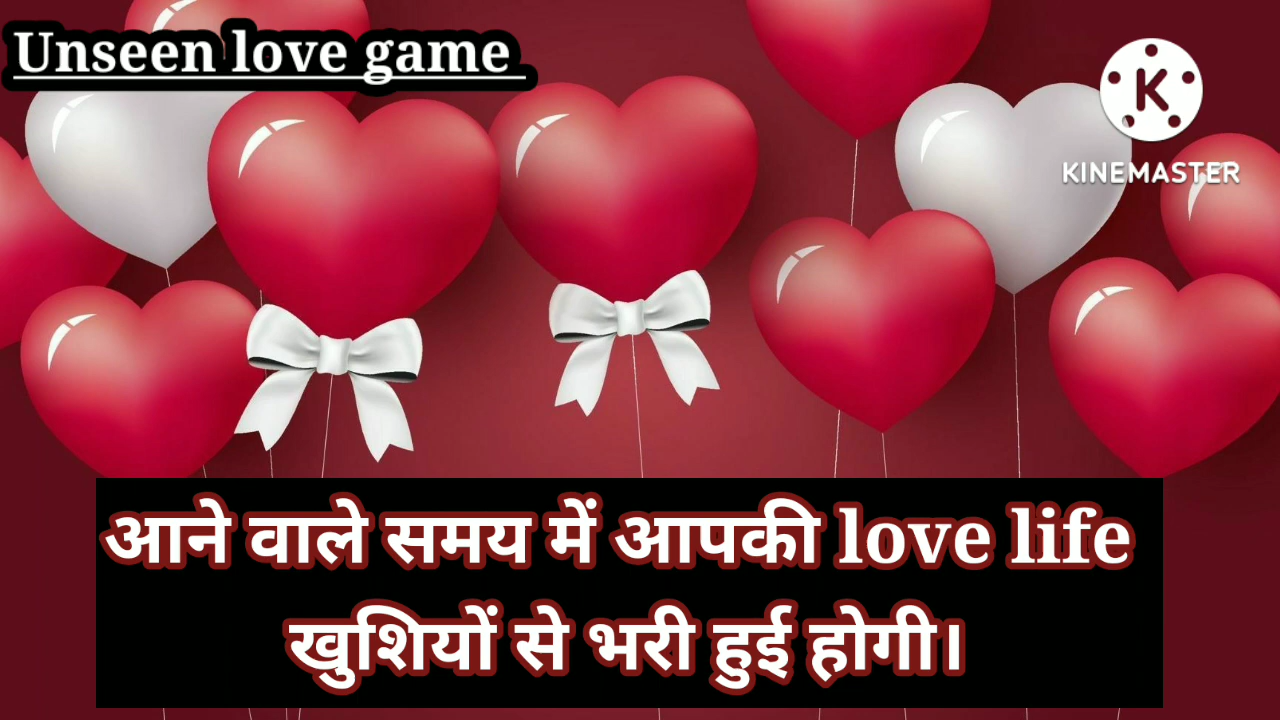 Unseen love game
K
KINEMASTER
आने वाले समय में आपकी love life
खुशियों से भरी हुई होगी।